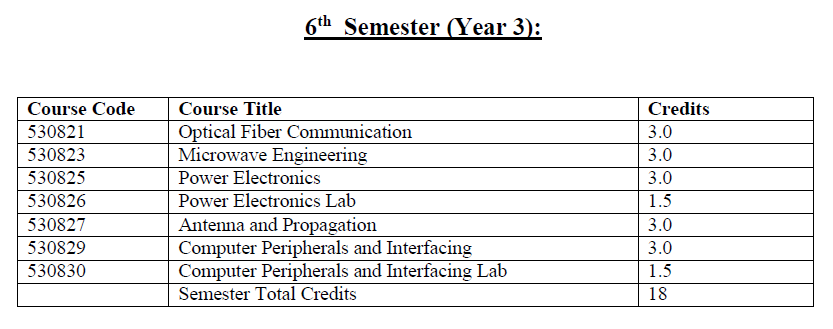 6th Semester (Year 3):
Course Code Course Title Credits
530821 Optical Fiber Communication 3.0
530823 Microwave Engineering 3.0
530825 Power Electronics 3.0
530826 Power Electronics Lab 1.5
530827 Antenna and Propagation 3.0
530829 Computer Peripherals and Interfacing 3.0
530830 Computer Peripherals and Interfacing Lab 1.5
Semester Total Credits 18